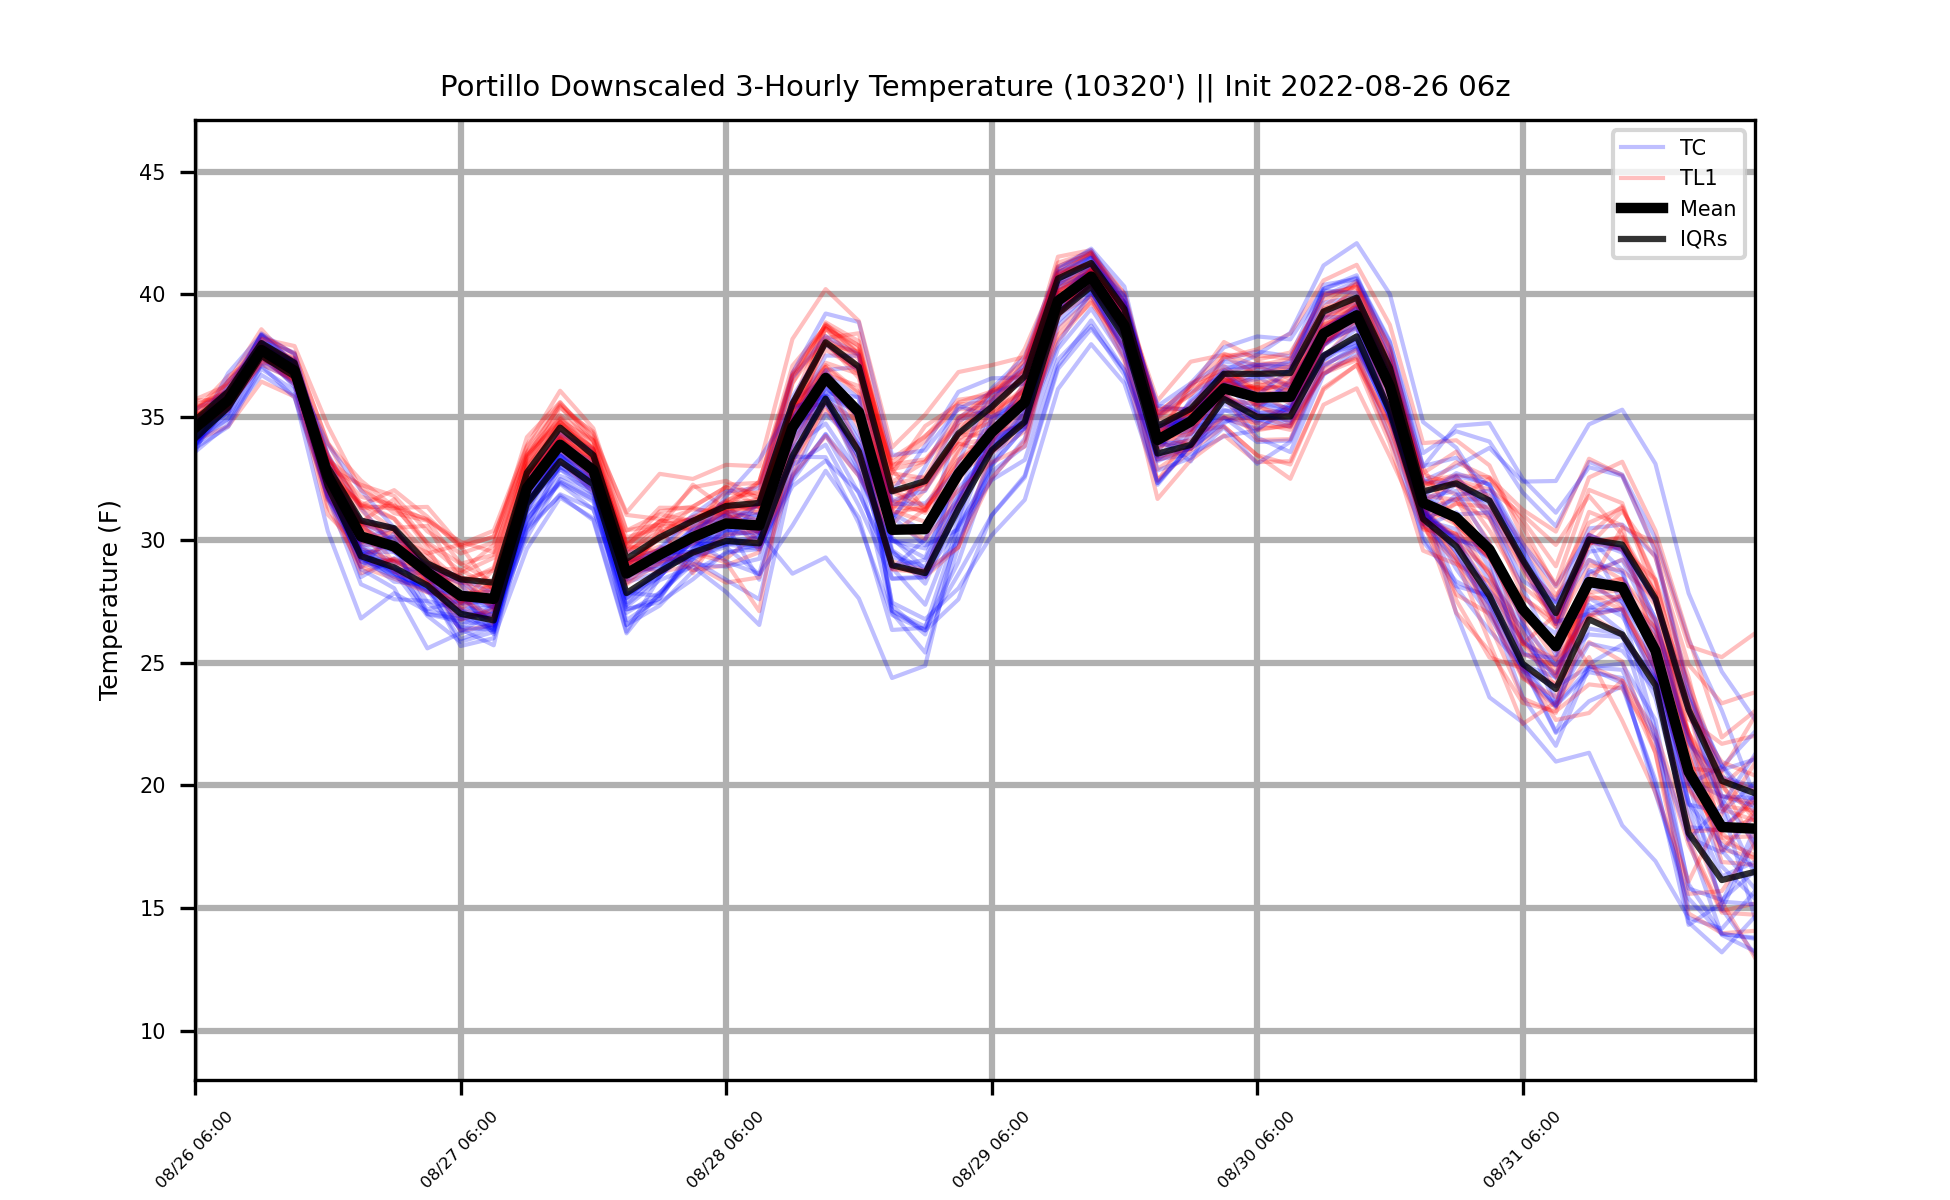 Portillo Downscaled 3-Hourly Temperature (10320') || Init 2022-08-26 06z
TC
TL1
Mean
IQRs
Temperature (F)
45
40
35
30
25
20
15
10
08/26 06:00
08/27 06:00
08/28 06:00
08/29 06:00
08/30 06:00
08/31 06:00